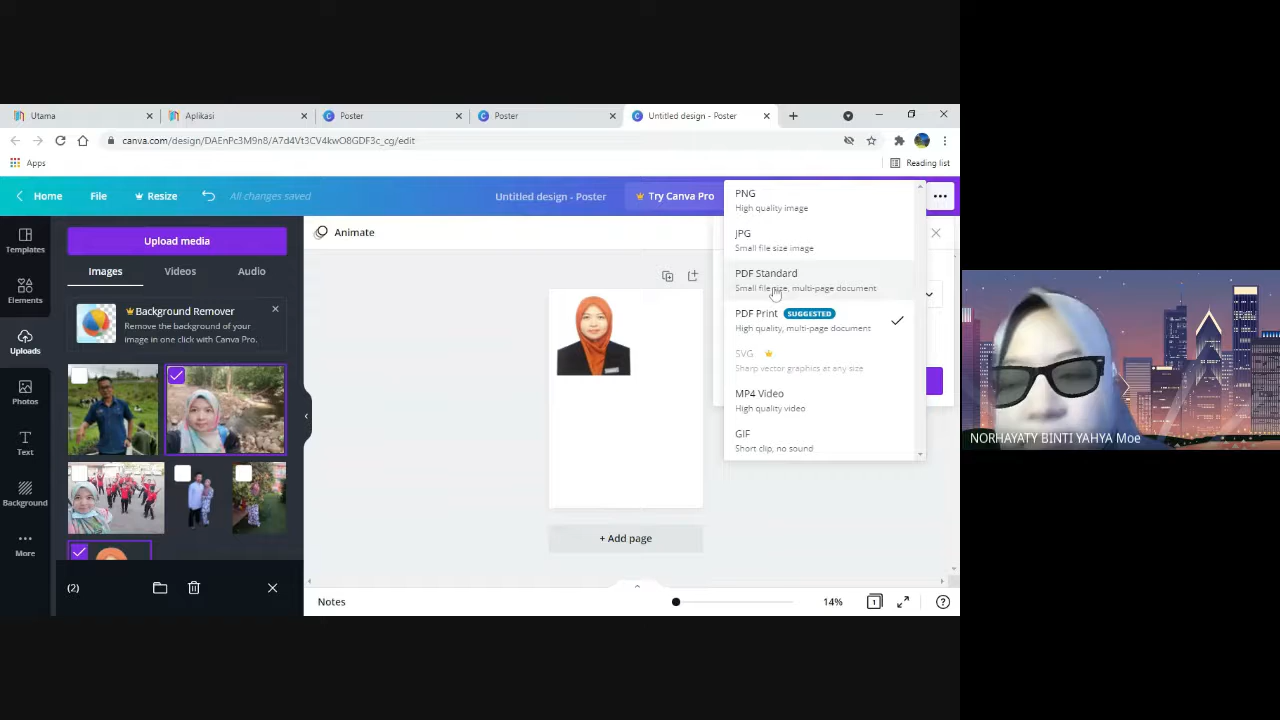 Utama
Aplikasi
Poster
Poster
Untitled design - Poster
canva.com/design/DAEnPc3M9n8/A7d4Vt3CV4kwO8GDF3c_cg/edit
Apps
Reading list
Home
File
Resize
All changes saved
Untitled design - Poster
Try Canva Pro
Templates
Elements
Uploads
Photos
Text
Background
More
Upload media
Images
Videos
Audio
Background Remover
Remove the background of your
image in one click with Canva Pro.
(2)
Animate
+ Add page
Notes
14%
1
PNG
High quality image
JPG
Small file size image
PDF Standard
Small file size, multi-page document
PDF Print SUGGESTED
High quality, multi-page document
SVG
Sharp vector graphics at any size
MP4 Video
High quality video
GIF
Short clip, no sound
NORHAYATY BINTI YAHYA Moe